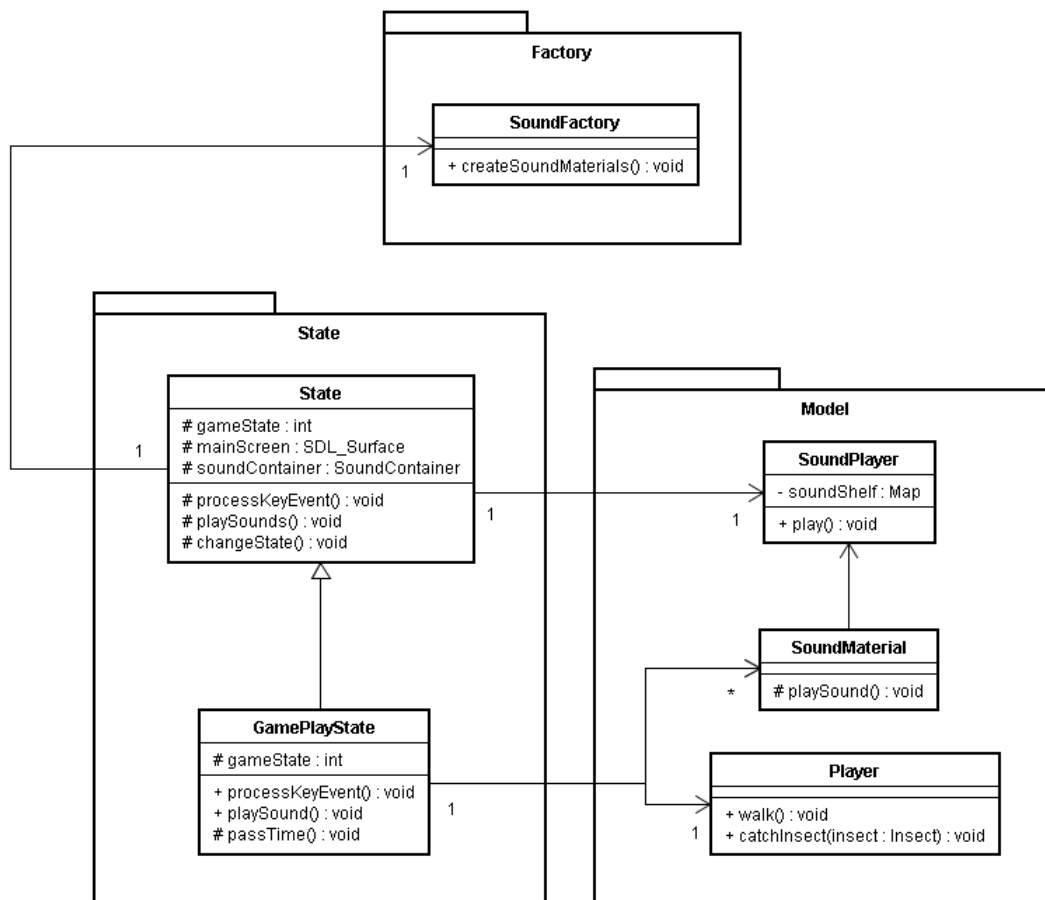 Factory
SoundFactory
+ createSoundMaterials() : void
1
State
State
# gameState : int
# mainScreen : SDL_Surface
# soundContainer : SoundContainer
1
# processKeyEvent() : void
# playSounds() : void
# changeState() : void
1
Model
SoundPlayer
- soundShelf : Map
+ play() : void
1
SoundMaterial
# playSound() : void
*
GamePlayState
# gameState : int
+ processKeyEvent() : void
+ playSound() : void
# passTime() : void
1
Player
+ walk() : void
+ catchInsect(insect : Insect) : void
1